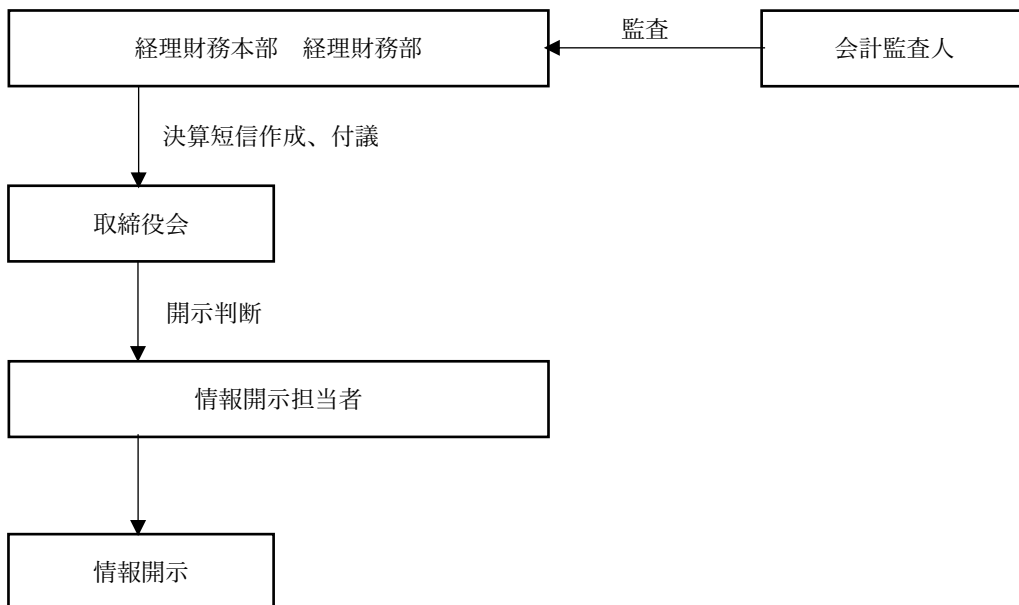 経理財務本部　経理財務部
監査
会計監査人
決算短信作成、付議
取締役会
開示判断
情報開示担当者
情報開示